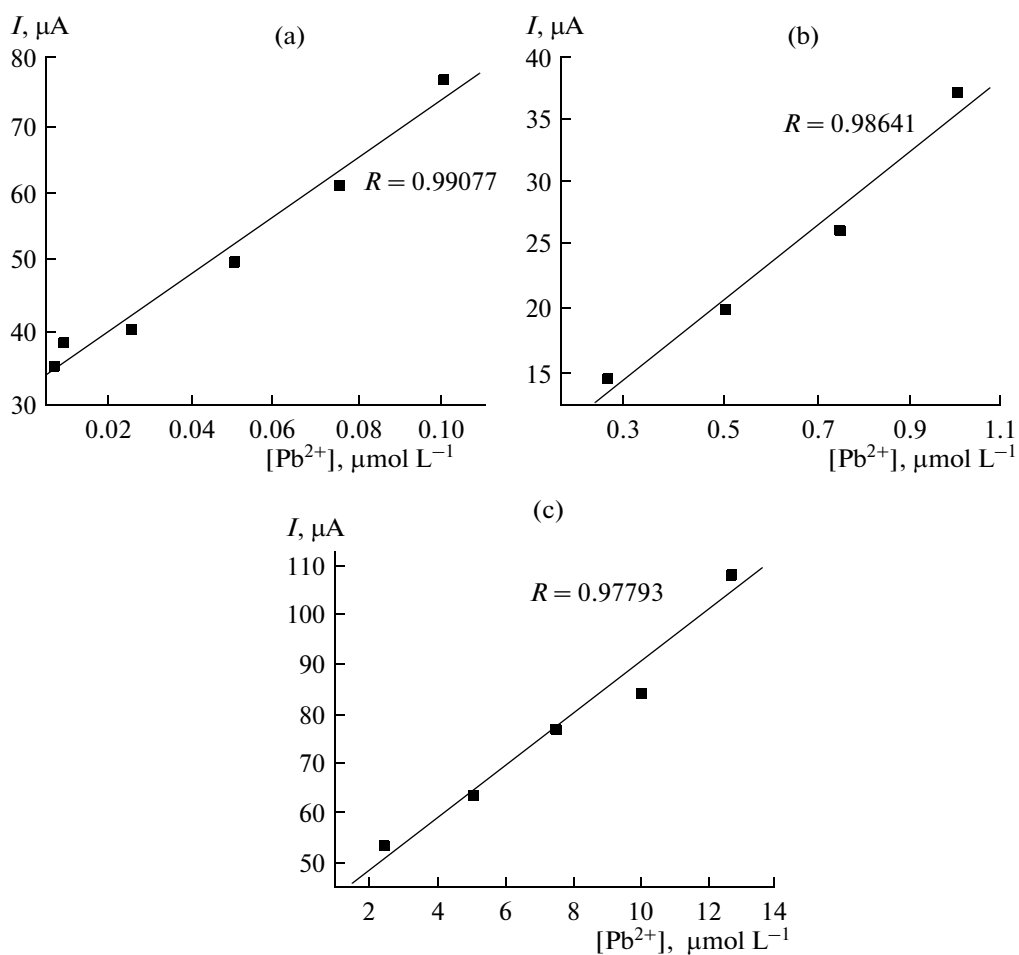 I, μA
(a)
80
70
60
50
40
30
R = 0.99077
0.02 0.04 0.06 0.08 0.10
[Pb²⁺], μmol L⁻¹
(b)
40
35
30
25
20
15
R = 0.98641
0.3 0.5 0.7 0.9 1.1
[Pb²⁺], μmol L⁻¹
(c)
I, μA
110
100
90
80
70
60
50
R = 0.97793
2 4 6 8 10 12 14
[Pb²⁺], μmol L⁻¹